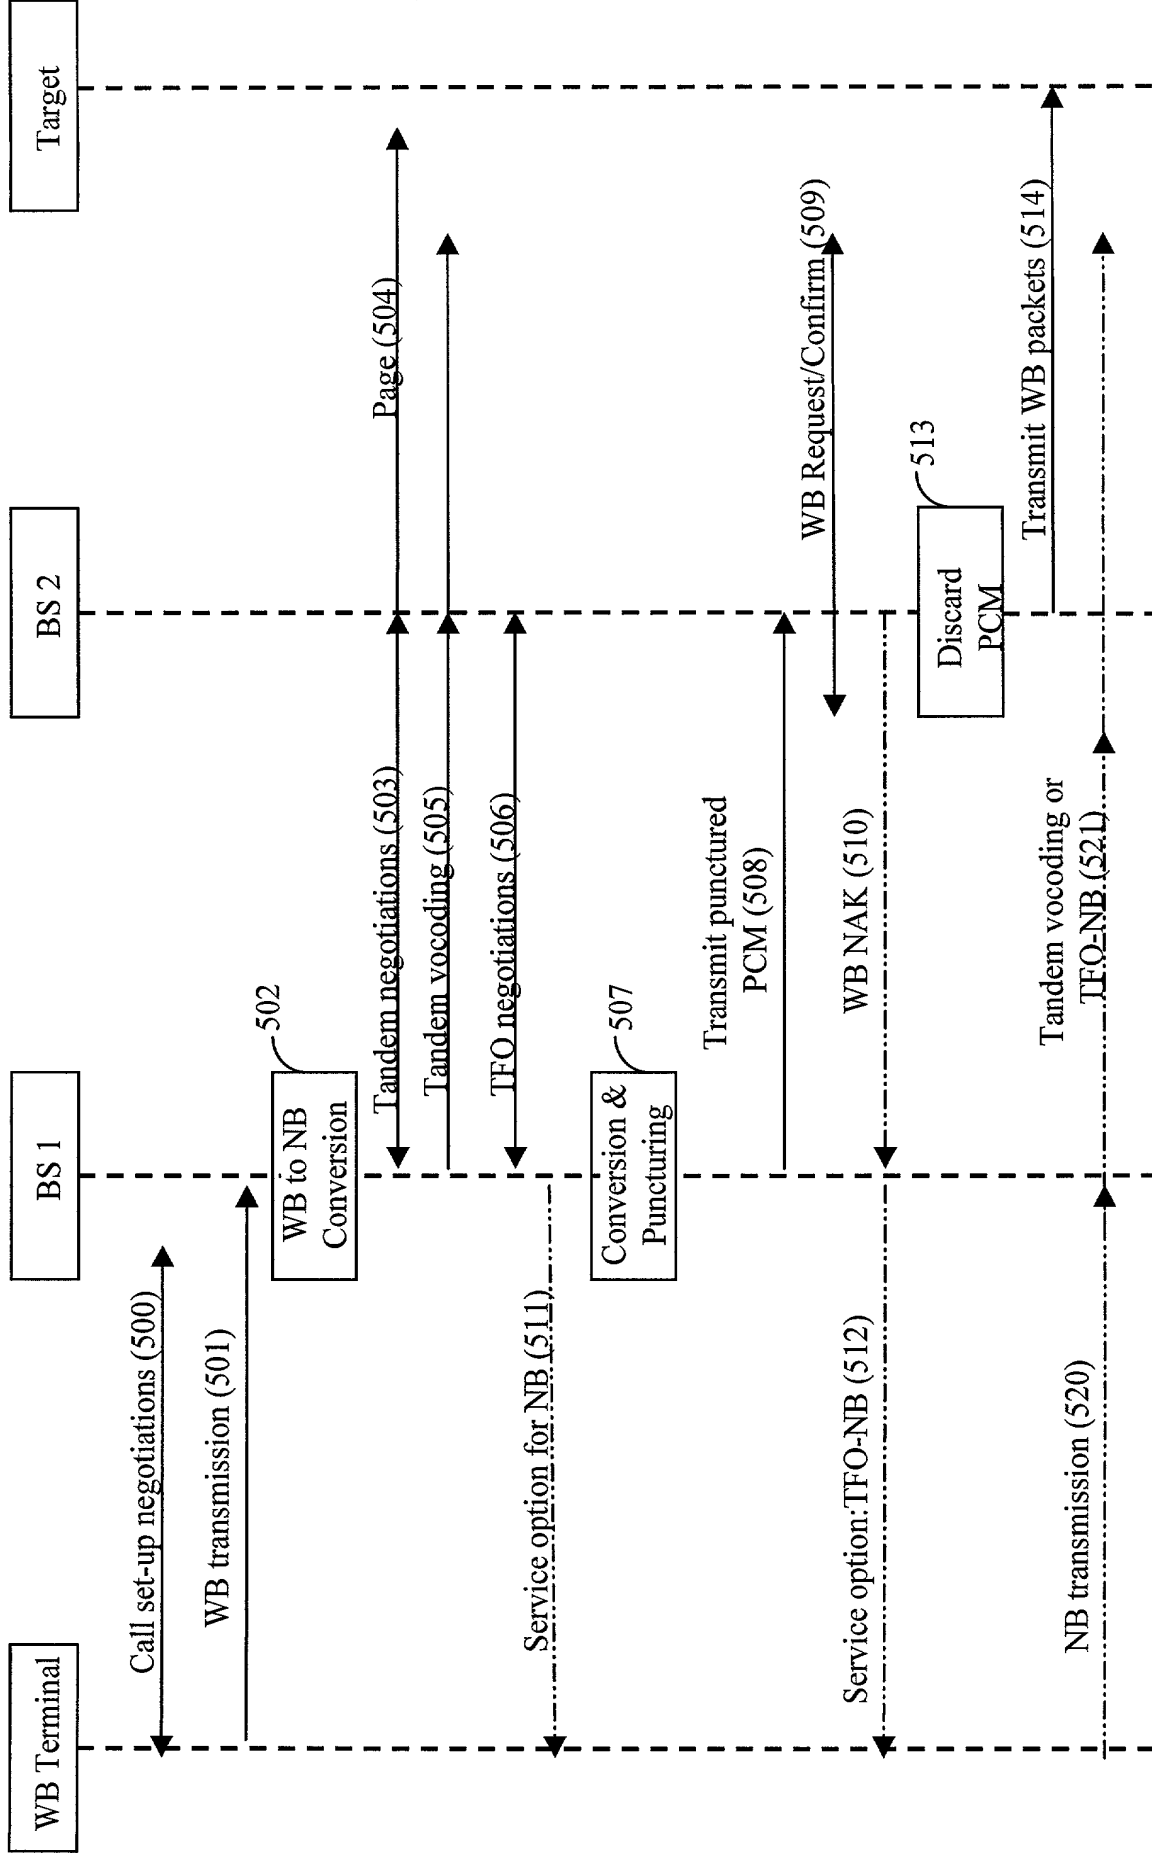 WB Terminal
BS 1
BS 2
Target
Call set-up negotiations (500)
WB transmission (501)
502
WB to NB
Conversion
Tandem negotiations (503)
Page (504)
Tandem vocoding (505)
TFO negotiations (506)
Service option for NB (511)
507
Conversion &
Puncturing
Transmit punctured
PCM (508)
WB Request/Confirm (509)
WB NAK (510)
Service option:TFO-NB (512)
513
Discard
PCM
Transmit WB packets (514)
NB transmission (520)
Tandem vocoding or
TFO-NB (521)